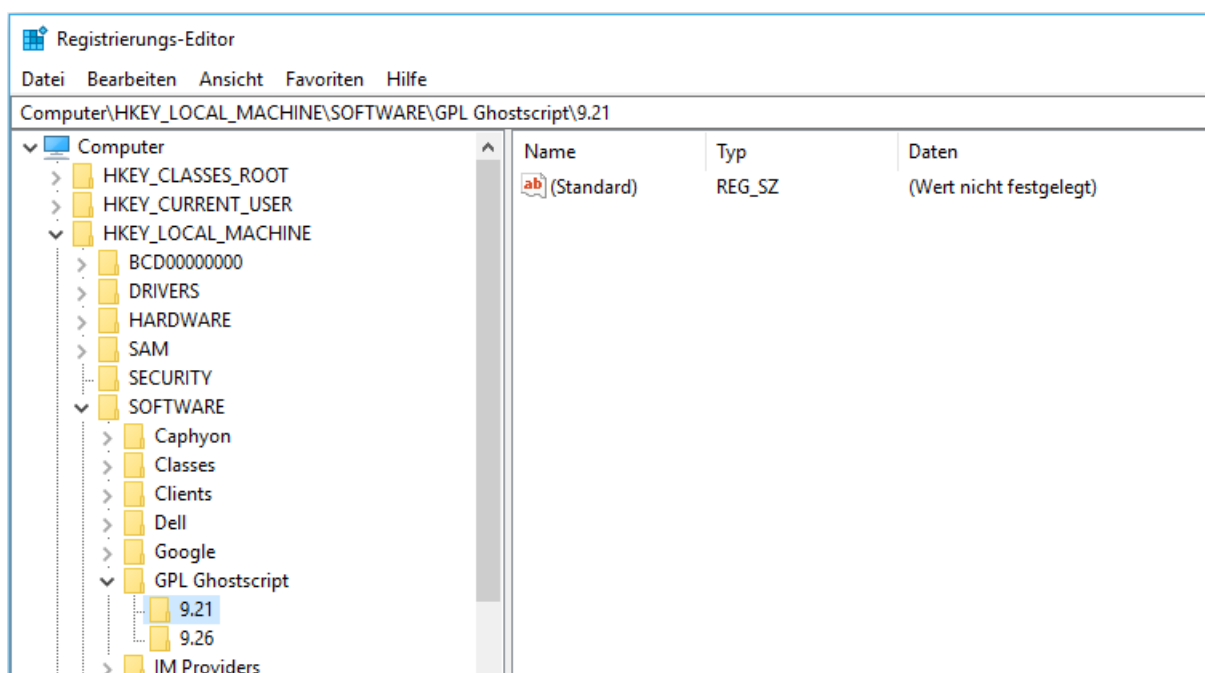 Registrierungs-Editor
Datei Bearbeiten Ansicht Favoriten Hilfe
Computer\HKEY_LOCAL_MACHINE\SOFTWARE\GPL Ghostscript\9.21
Computer
HKEY_CLASSES_ROOT
HKEY_CURRENT_USER
HKEY_LOCAL_MACHINE
BCD00000000
DRIVERS
HARDWARE
SAM
SECURITY
SOFTWARE
Caphyon
Classes
Clients
Dell
Google
GPL Ghostscript
9.21
9.26
IM Providers
Name Typ Daten
ab (Standard) REG_SZ (Wert nicht festgelegt)